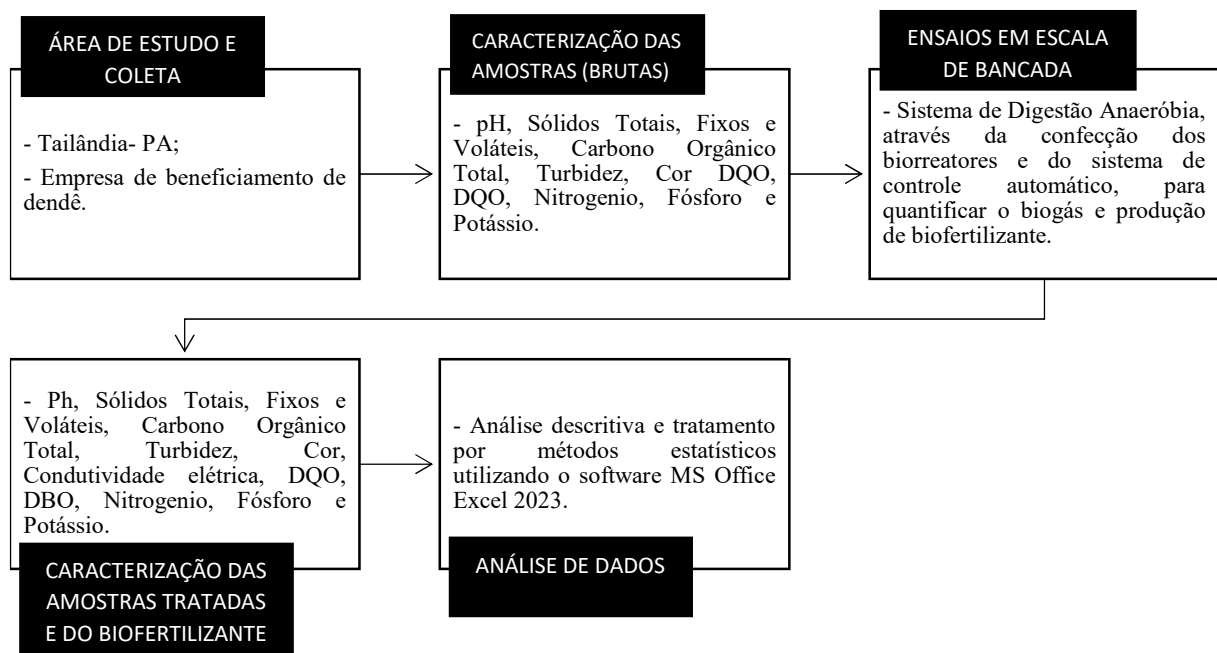 ÁREA DE ESTUDO E
COLETA
- Tailândia- PA;
- Empresa de beneficiamento de
dendê.
CARACTERIZAÇÃO DAS
AMOSTRAS (BRUTAS)
- pH, Sólidos Totais, Fixos e
Voláteis, Carbono Orgânico
Total, Turbidez, Cor DQO,
DQO, Nitrogenio, Fósforo e
Potássio.
ENSAIOS EM ESCALA
DE BANCADA
- Sistema de Digestão Anaeróbia,
através da confecção dos
biorreatores e do sistema de
controle automático, para
quantificar o biogás e produção
de biofertilizante.
- Ph, Sólidos Totais, Fixos e
Voláteis, Carbono Orgânico
Total, Turbidez, Cor,
Condutividade elétrica, DQO,
DBO, Nitrogenio, Fósforo e
Potássio.
CARACTERIZAÇÃO DAS
AMOSTRAS TRATADAS
E DO BIOFERTILIZANTE
- Análise descritiva e tratamento
por métodos estatísticos
utilizando o software MS Office
Excel 2023.
ANÁLISE DE DADOS